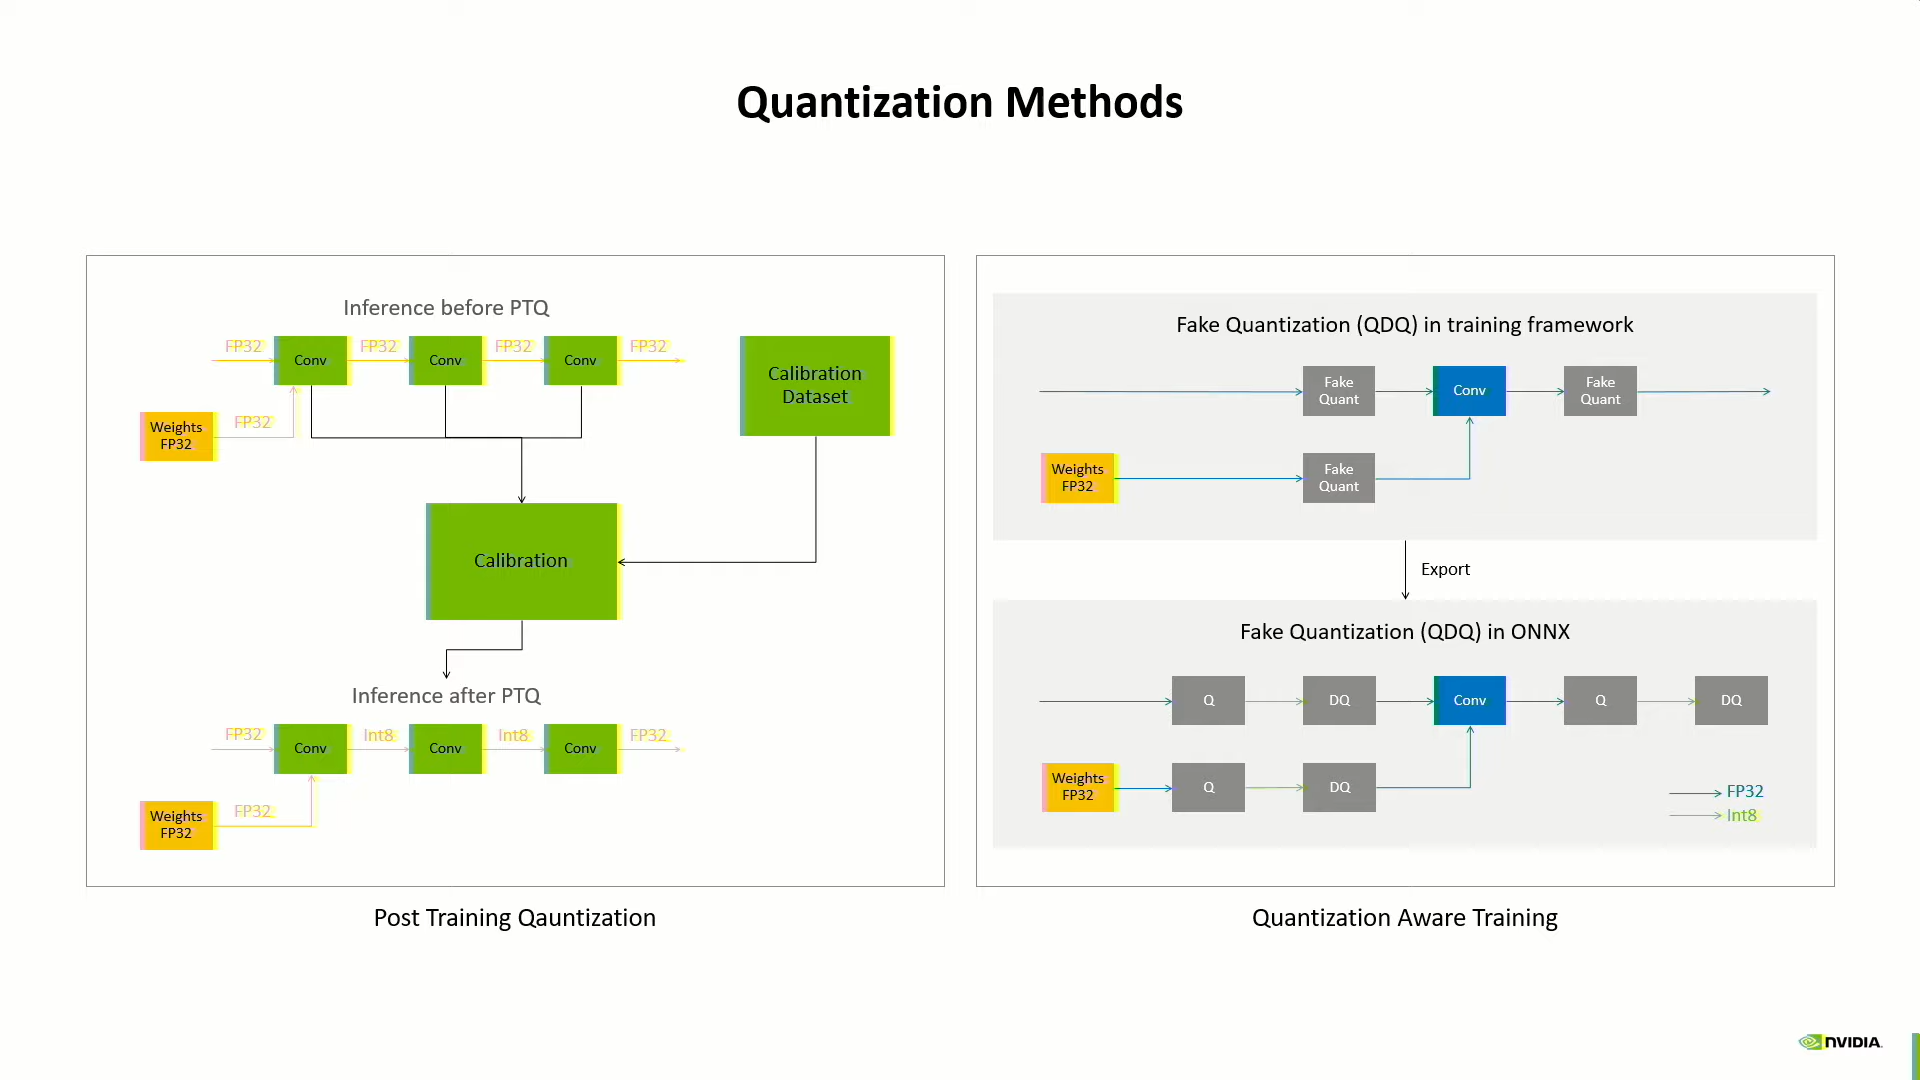 Quantization Methods
Inference before PTQ
FP32
Conv
FP32
Conv
FP32
Conv
FP32
Weights
FP32
FP32
Calibration
Dataset
Calibration
Inference after PTQ
FP32
Conv
Int8
Conv
Int8
Conv
FP32
Weights
FP32
FP32
Post Training Qauntization
Fake Quantization (QDQ) in training framework
Fake
Quant
Conv
Fake
Quant
Weights
FP32
Fake
Quant
Export
Fake Quantization (QDQ) in ONNX
Q
DQ
Conv
Q
DQ
Weights
FP32
Q
DQ
FP32
Int8
Quantization Aware Training
NVIDIA.